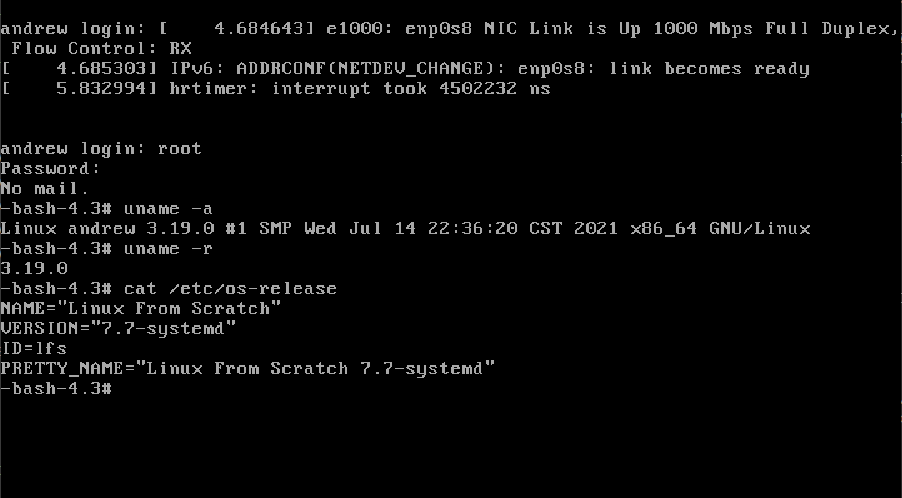 andrew login: [    4.684643] e1000: enp0s8 NIC Link is Up 1000 Mbps Full Duplex,
 Flow Control: RX
[    4.685303] IPv6: ADDRCONF(NETDEV_CHANGE): enp0s8: link becomes ready
[    5.832994] hrtimer: interrupt took 4502232 ns
andrew login: root
Password:
No mail.
-bash-4.3# uname -a
Linux andrew 3.19.0 #1 SMP Wed Jul 14 22:36:20 CST 2021 x86_64 GNU/Linux
-bash-4.3# uname -r
3.19.0
-bash-4.3# cat /etc/os-release
NAME="Linux From Scratch"
VERSION="7.7-systemd"
ID=lfs
PRETTY_NAME="Linux From Scratch 7.7-systemd"
-bash-4.3#